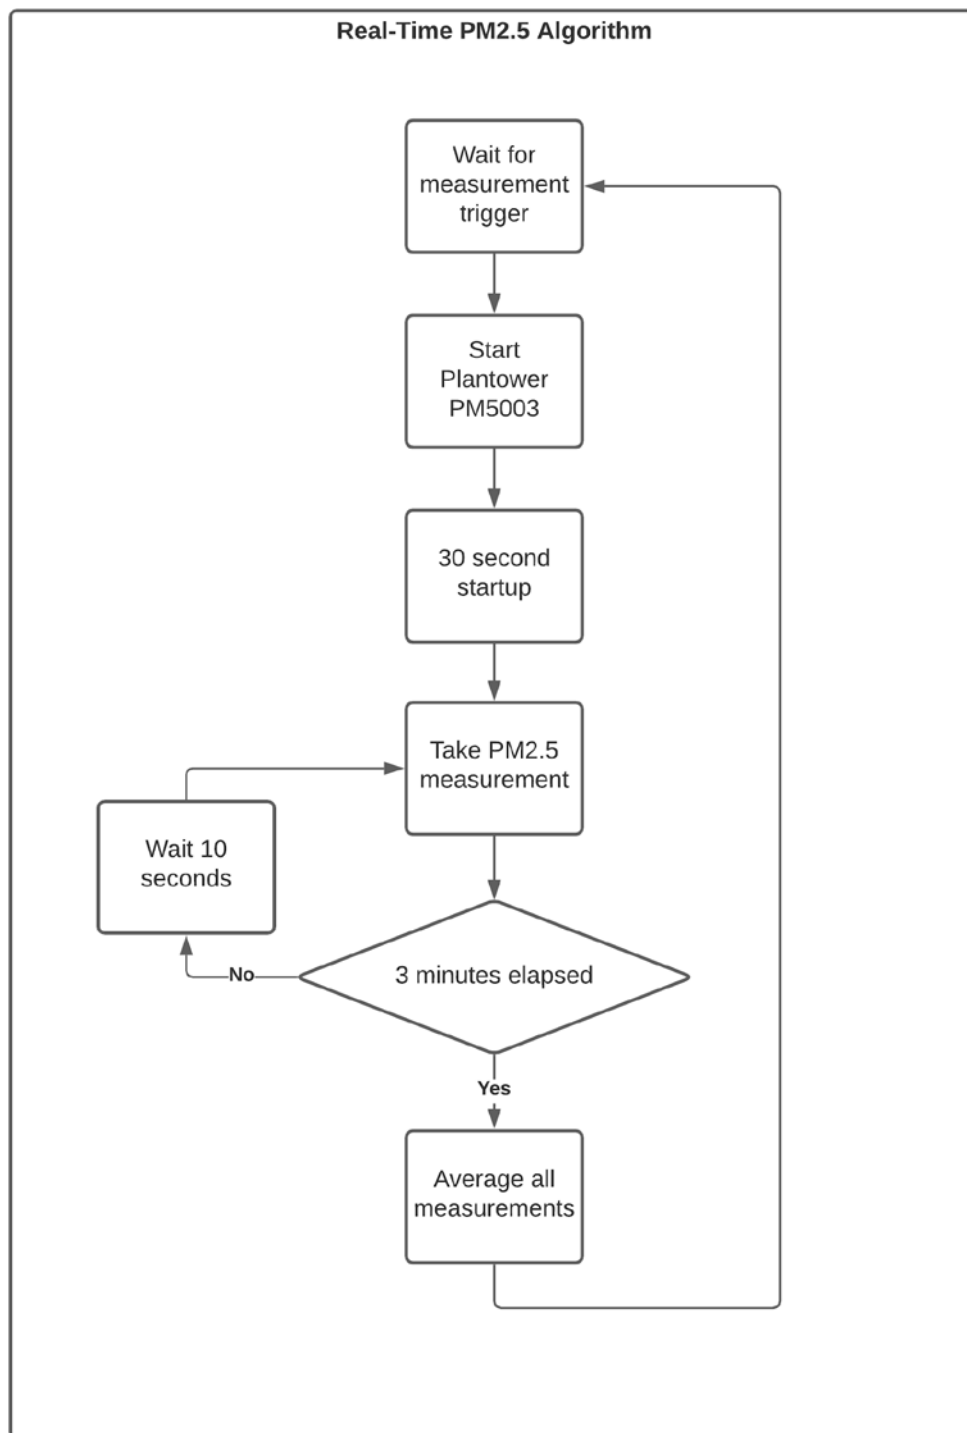 Real-Time PM2.5 Algorithm
Wait for
measurement
trigger
Start
Plantower
PM5003
30 second
startup
Take PM2.5
measurement
Wait 10
seconds
3 minutes elapsed
No
Yes
Average all
measurements